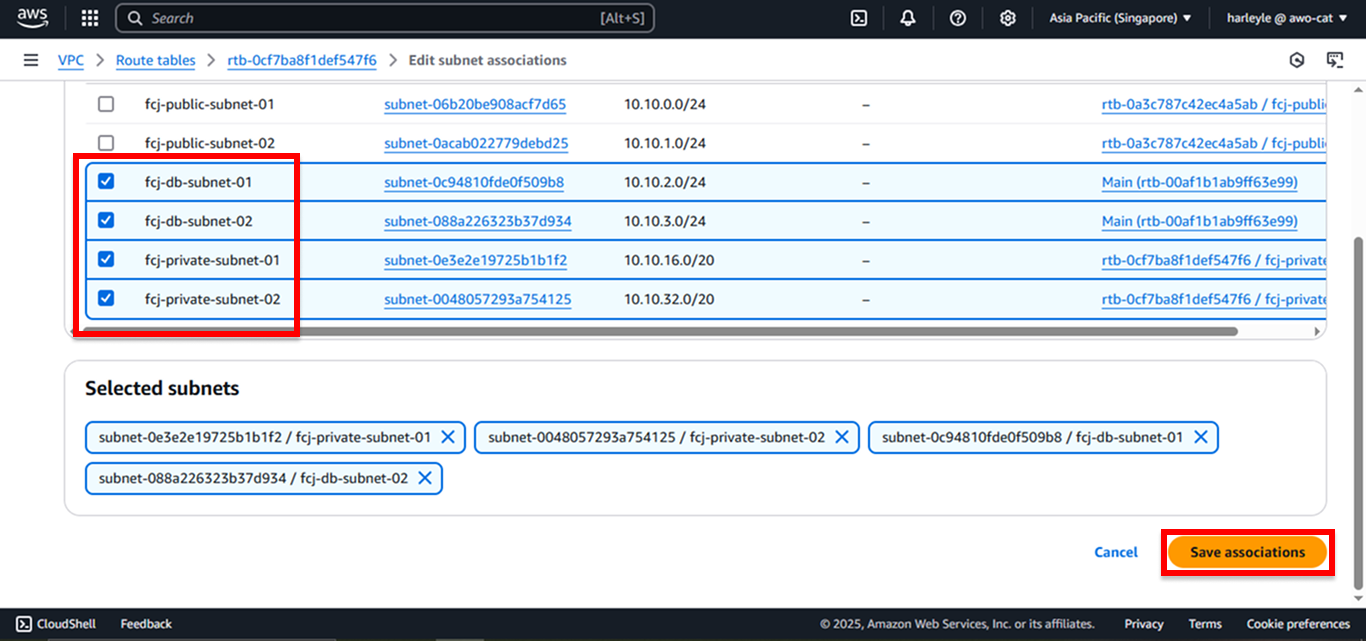 aws Search [Alt+S] Asia Pacific (Singapore) ▼ harleyle @ awo-cat ▼
VPC > Route tables > rtb-0cf7ba8f1def547f6 > Edit subnet associations
fcj-public-subnet-01 subnet-06b20be908acf7d65 10.10.0.0/24 – rtb-0a3c787c42ec4a5ab / fcj-publi
fcj-public-subnet-02 subnet-0acab022779debd25 10.10.1.0/24 – rtb-0a3c787c42ec4a5ab / fcj-publi
fcj-db-subnet-01 subnet-0c94810fde0f509b8 10.10.2.0/24 – Main (rtb-00af1b1ab9ff63e99)
fcj-db-subnet-02 subnet-088a226323b37d934 10.10.3.0/24 – Main (rtb-00af1b1ab9ff63e99)
fcj-private-subnet-01 subnet-0e3e2e19725b1b1f2 10.10.16.0/20 – rtb-0cf7ba8f1def547f6 / fcj-private
fcj-private-subnet-02 subnet-0048057293a754125 10.10.32.0/20 – rtb-0cf7ba8f1def547f6 / fcj-private
Selected subnets
subnet-0e3e2e19725b1b1f2 / fcj-private-subnet-01 subnet-0048057293a754125 / fcj-private-subnet-02 subnet-0c94810fde0f509b8 / fcj-db-subnet-01
subnet-088a226323b37d934 / fcj-db-subnet-02
Cancel Save associations
CloudShell Feedback © 2025, Amazon Web Services, Inc. or its affiliates. Privacy Terms Cookie preferences